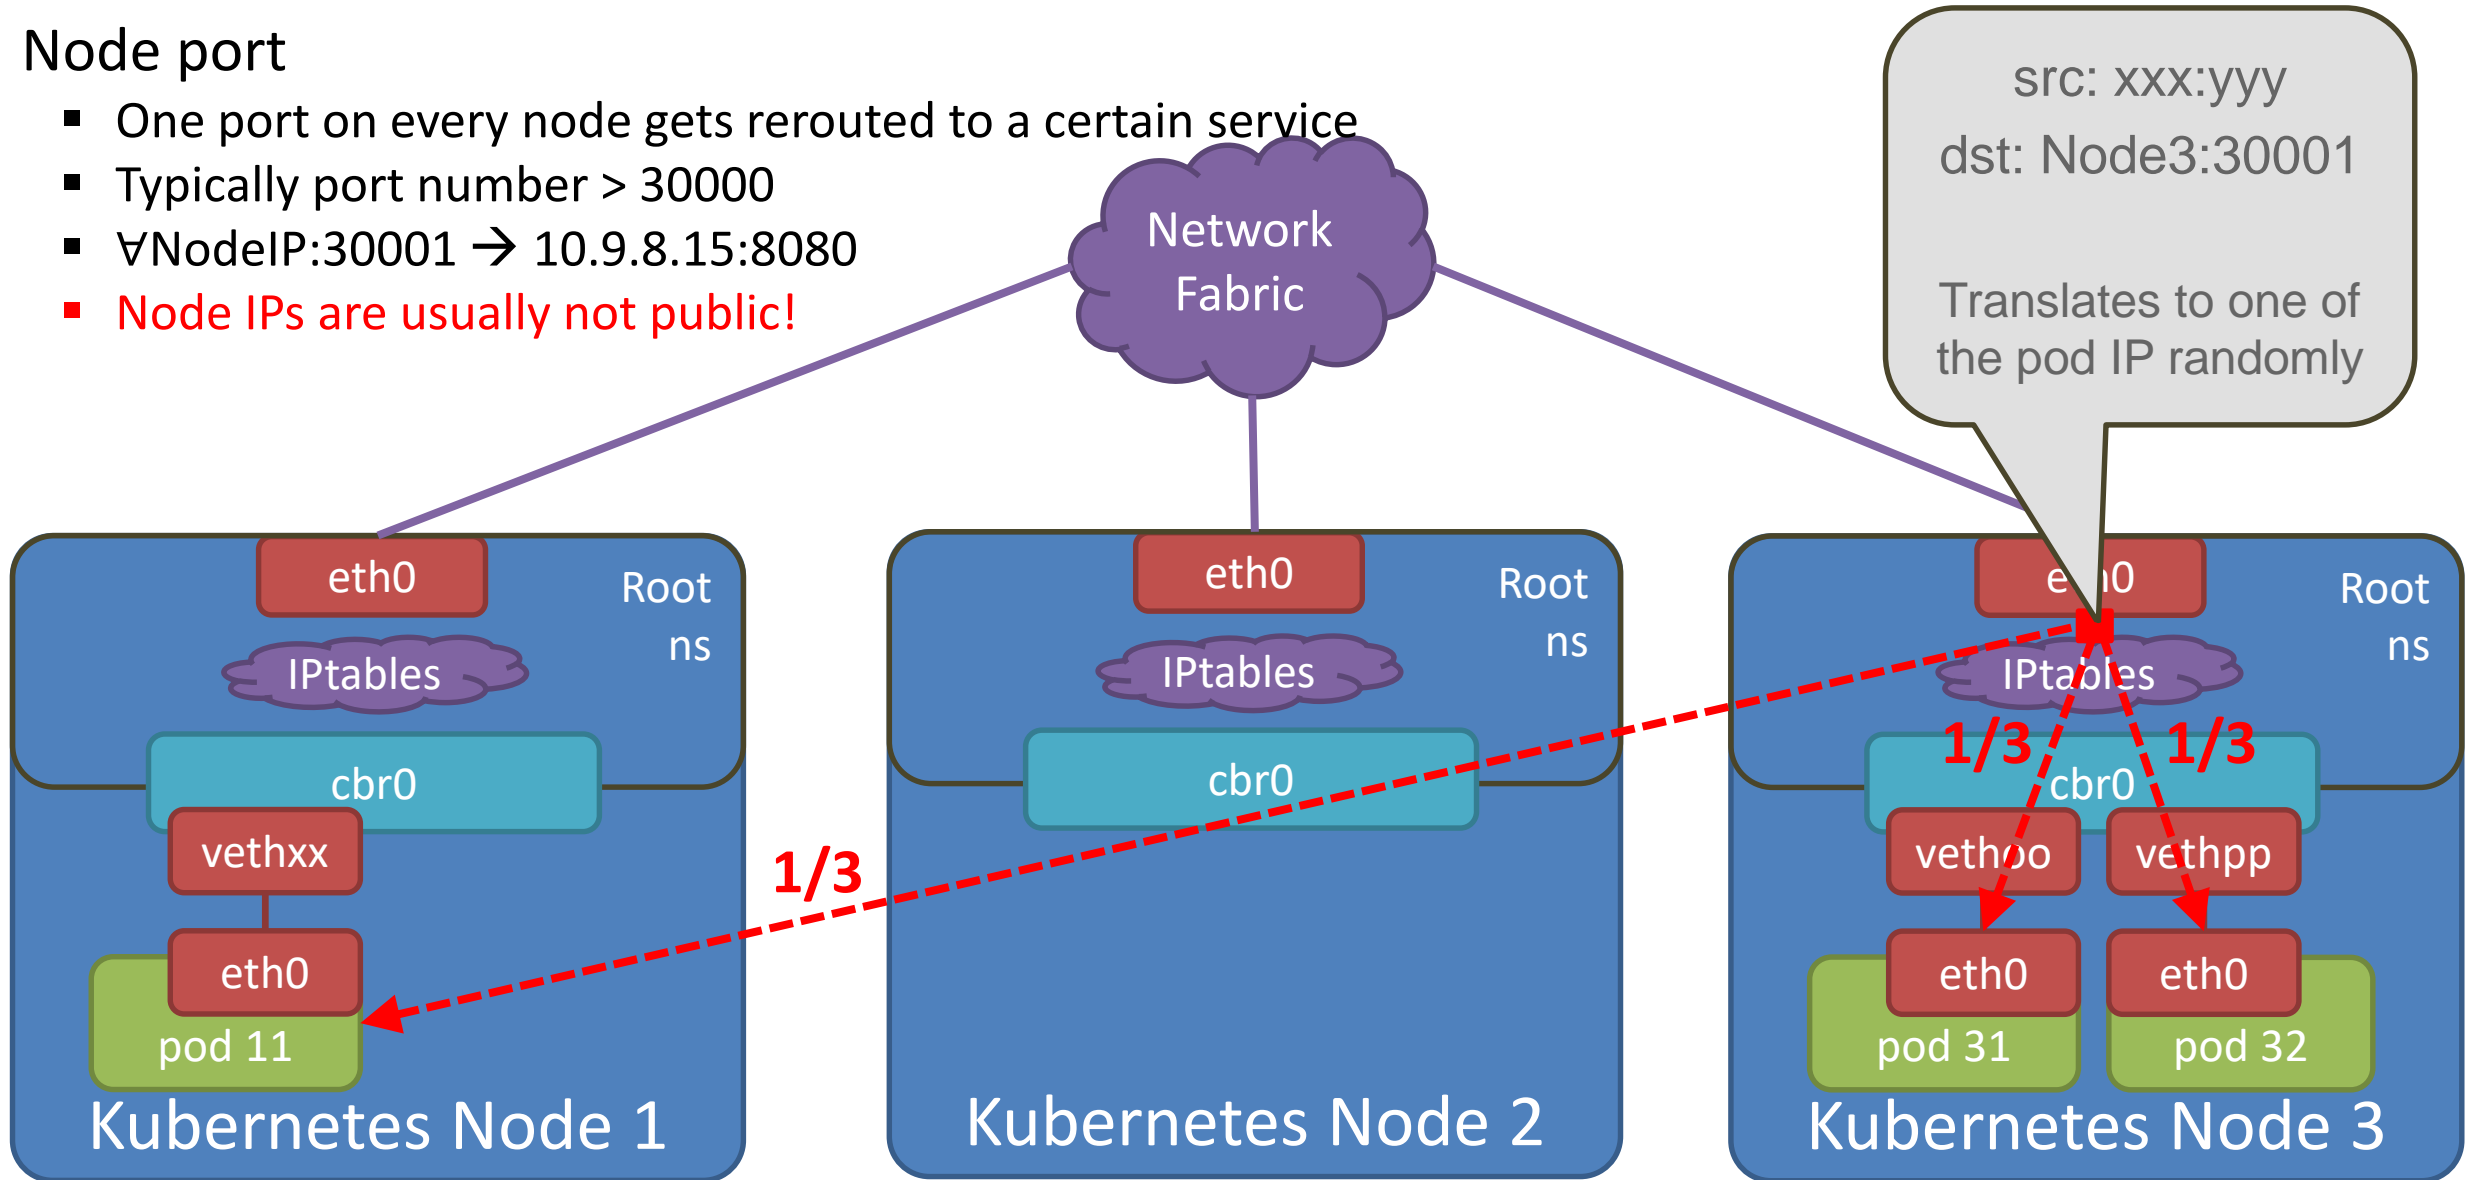 Node port
▪ One port on every node gets rerouted to a certain service
▪ Typically port number > 30000
▪ ∀NodeIP:30001 → 10.9.8.15:8080
▪ Node IPs are usually not public!
src: xxx:yyy
dst: Node3:30001
Translates to one of
the pod IP randomly
Network
Fabric
eth0
Root
ns
IPtables
cbr0
vethxx
eth0
pod 11
Kubernetes Node 1
1/3
eth0
Root
ns
IPtables
cbr0
Kubernetes Node 2
eth0
Root
ns
IPtables
1/3
1/3
cbr0
vethoo
vethpp
eth0
eth0
pod 31
pod 32
Kubernetes Node 3